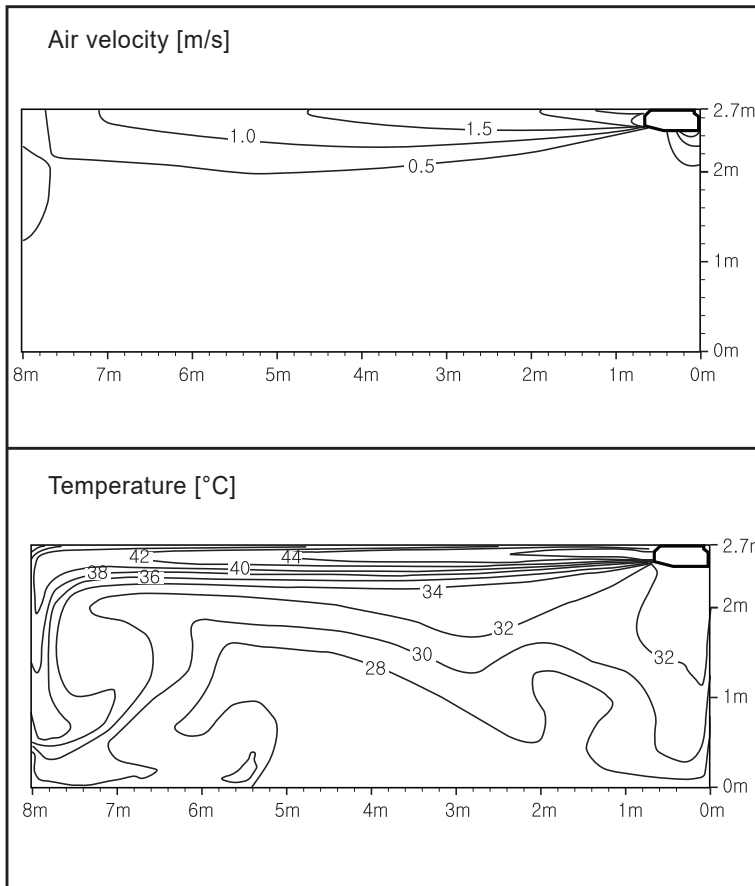 Air velocity [m/s]
2.7m
1.5
1.0
0.5
2m
1m
0m
8m 7m 6m 5m 4m 3m 2m 1m 0m
Temperature [°C]
2.7m
42 44
38 36 40
34
2m
32
30 32
28
1m
0m
8m 7m 6m 5m 4m 3m 2m 1m 0m